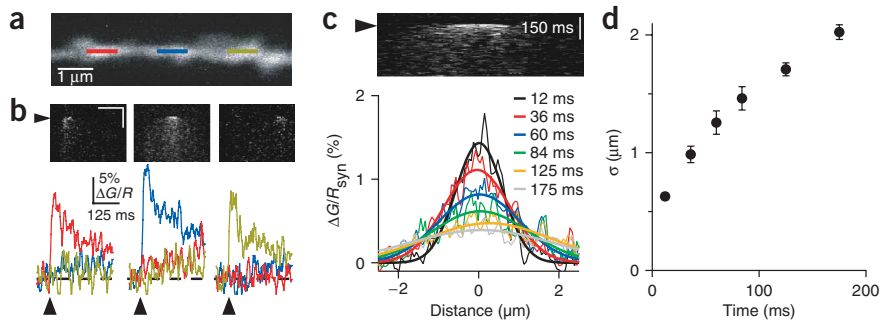 a
1 μm
b
5%
ΔG/R
125 ms
c
150 ms
2
1
0
ΔG/Rsyn (%)
12 ms
36 ms
60 ms
84 ms
125 ms
175 ms
–2
0
2
Distance (μm)
d
2
1
0
σ (μm)
0
100
200
Time (ms)